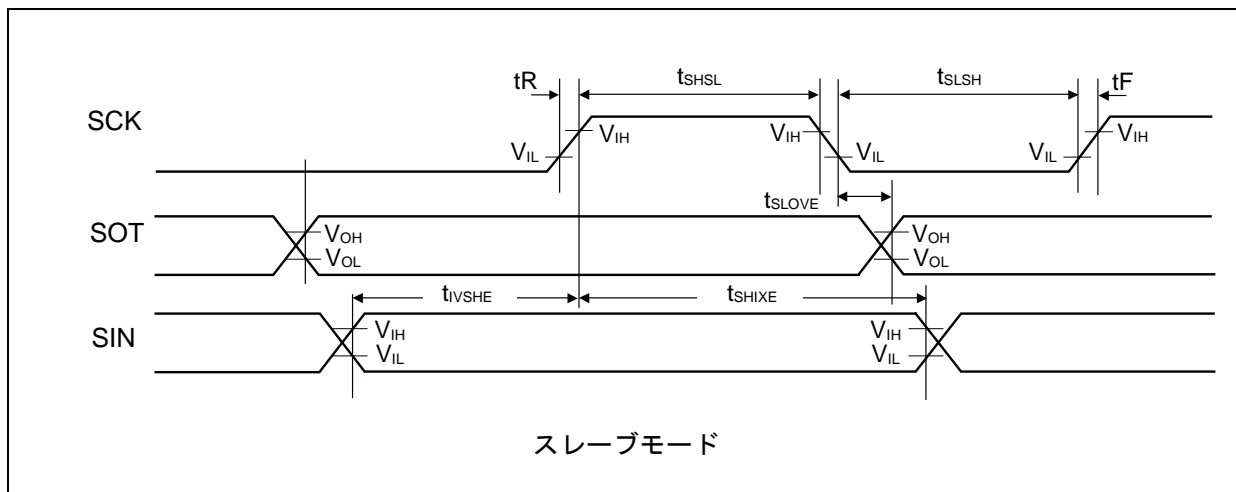 tR tSHSL tSLSH tF
SCK
VIH VIH VIH
VIL VIL VIL
tSLOVE
SOT
VOH VOH
VOL VOL
tIVSHE tSHIXE
SIN
VIH VIH
VIL VIL
スレーブモード